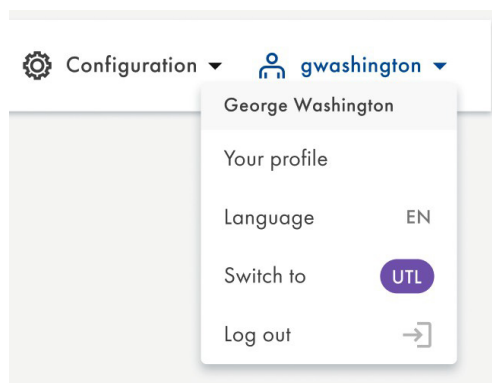 Configuration gwashington
George Washington
Your profile
Language EN
Switch to UTL
Log out